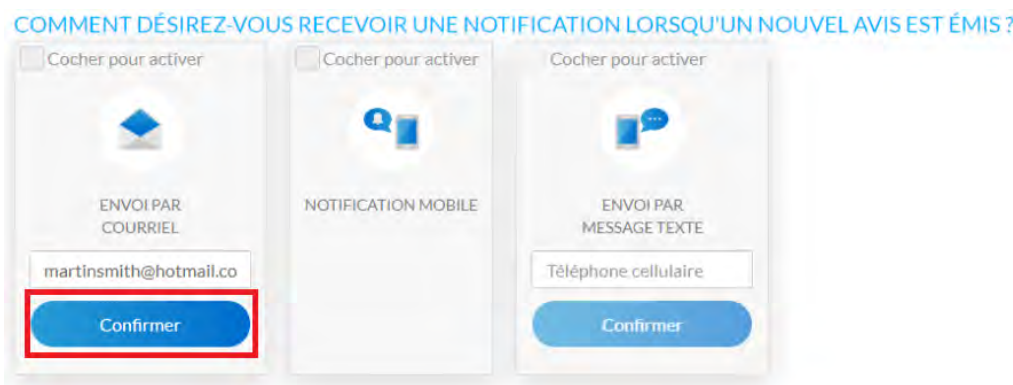 COMMENT DÉSIREZ-VOUS RECEVOIR UNE NOTIFICATION LORSQU'UN NOUVEL AVIS EST ÉMIS ?
Cocher pour activer
ENVOI PAR
COURRIEL
martinsmith@hotmail.co
Confirmer
Cocher pour activer
NOTIFICATION MOBILE
Cocher pour activer
ENVOI PAR
MESSAGE TEXTE
Téléphone cellulaire
Confirmer